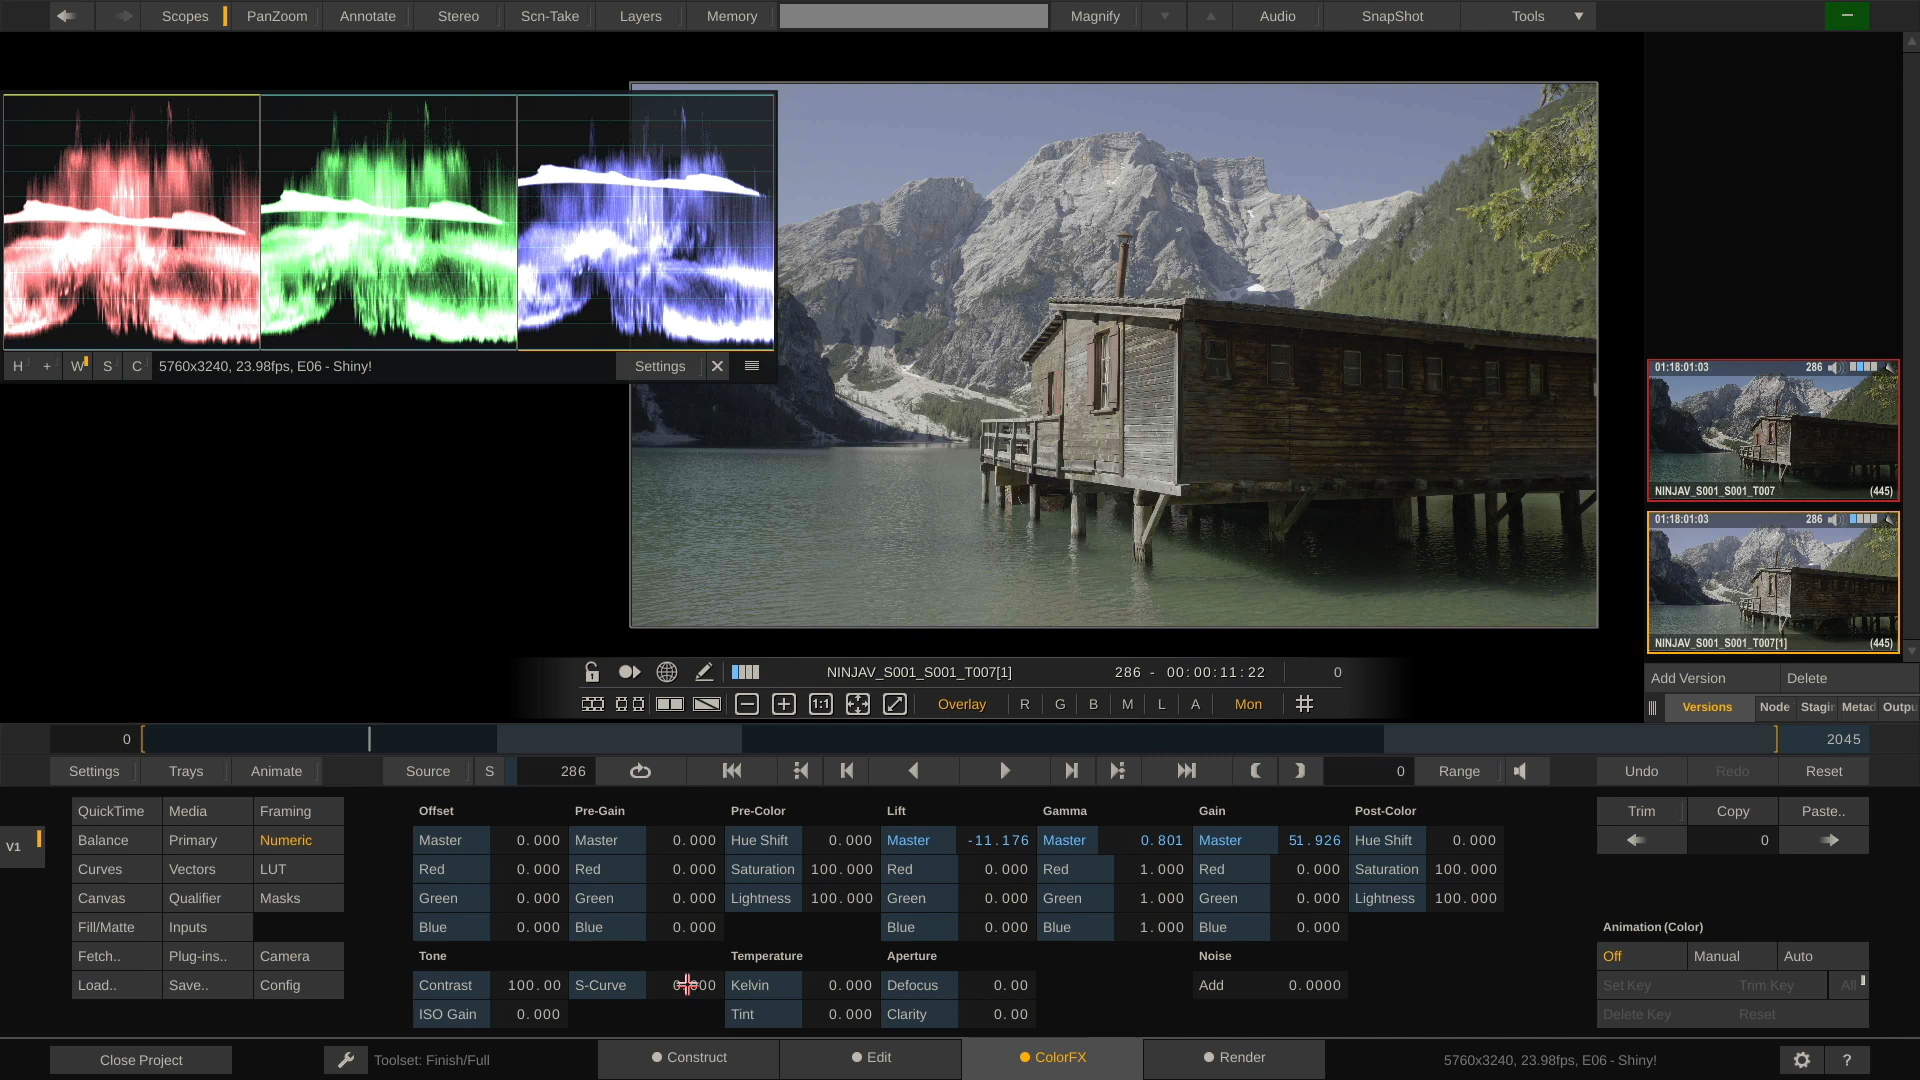 Scopes PanZoom Annotate Stereo Scn-Take Layers Memory Magnify Audio SnapShot Tools
H + W S C 5760x3240, 23.98fps, E06 - Shiny! Settings
01:18:01:03 286
NINJAV_S001_S001_T007 (445)
01:18:01:03 286
NINJAV_S001_S001_T007[1] (445)
NINJAV_S001_S001_T007[1] 286 - 00:00:11:22 0
Add Version Delete
1:1 Overlay R G B M L A Mon
Versions Node Stagin Metad Outpu
0 2045
Settings Trays Animate Source S 286 0 Range Undo Redo Reset
QuickTime Media Framing Offset Pre-Gain Pre-Color Lift Gamma Gain Post-Color Trim Copy Paste..
V1 Balance Primary Numeric Master 0.000 Master 0.000 Hue Shift 0.000 Master -11.176 Master 0.801 Master 51.926 Hue Shift 0.000 0
Curves Vectors LUT Red 0.000 Red 0.000 Saturation 100.000 Red 0.000 Red 1.000 Red 0.000 Saturation 100.000
Canvas Qualifier Masks Green 0.000 Green 0.000 Lightness 100.000 Green 0.000 Green 1.000 Green 0.000 Lightness 100.000
Fill/Matte Inputs Blue 0.000 Blue 0.000 Blue 0.000 Blue 1.000 Blue 0.000 Animation (Color)
Fetch.. Plug-ins.. Camera Tone Temperature Aperture Noise Off Manual Auto
Load.. Save.. Config Contrast 100.00 S-Curve Kelvin 0.000 Defocus 0.00 Add 0.0000 Set Key Trim Key All
ISO Gain 0.000 Tint 0.000 Clarity 0.00 Delete Key Reset
Close Project Toolset: Finish/Full Construct Edit ColorFX Render 5760x3240, 23.98fps, E06 - Shiny! ?